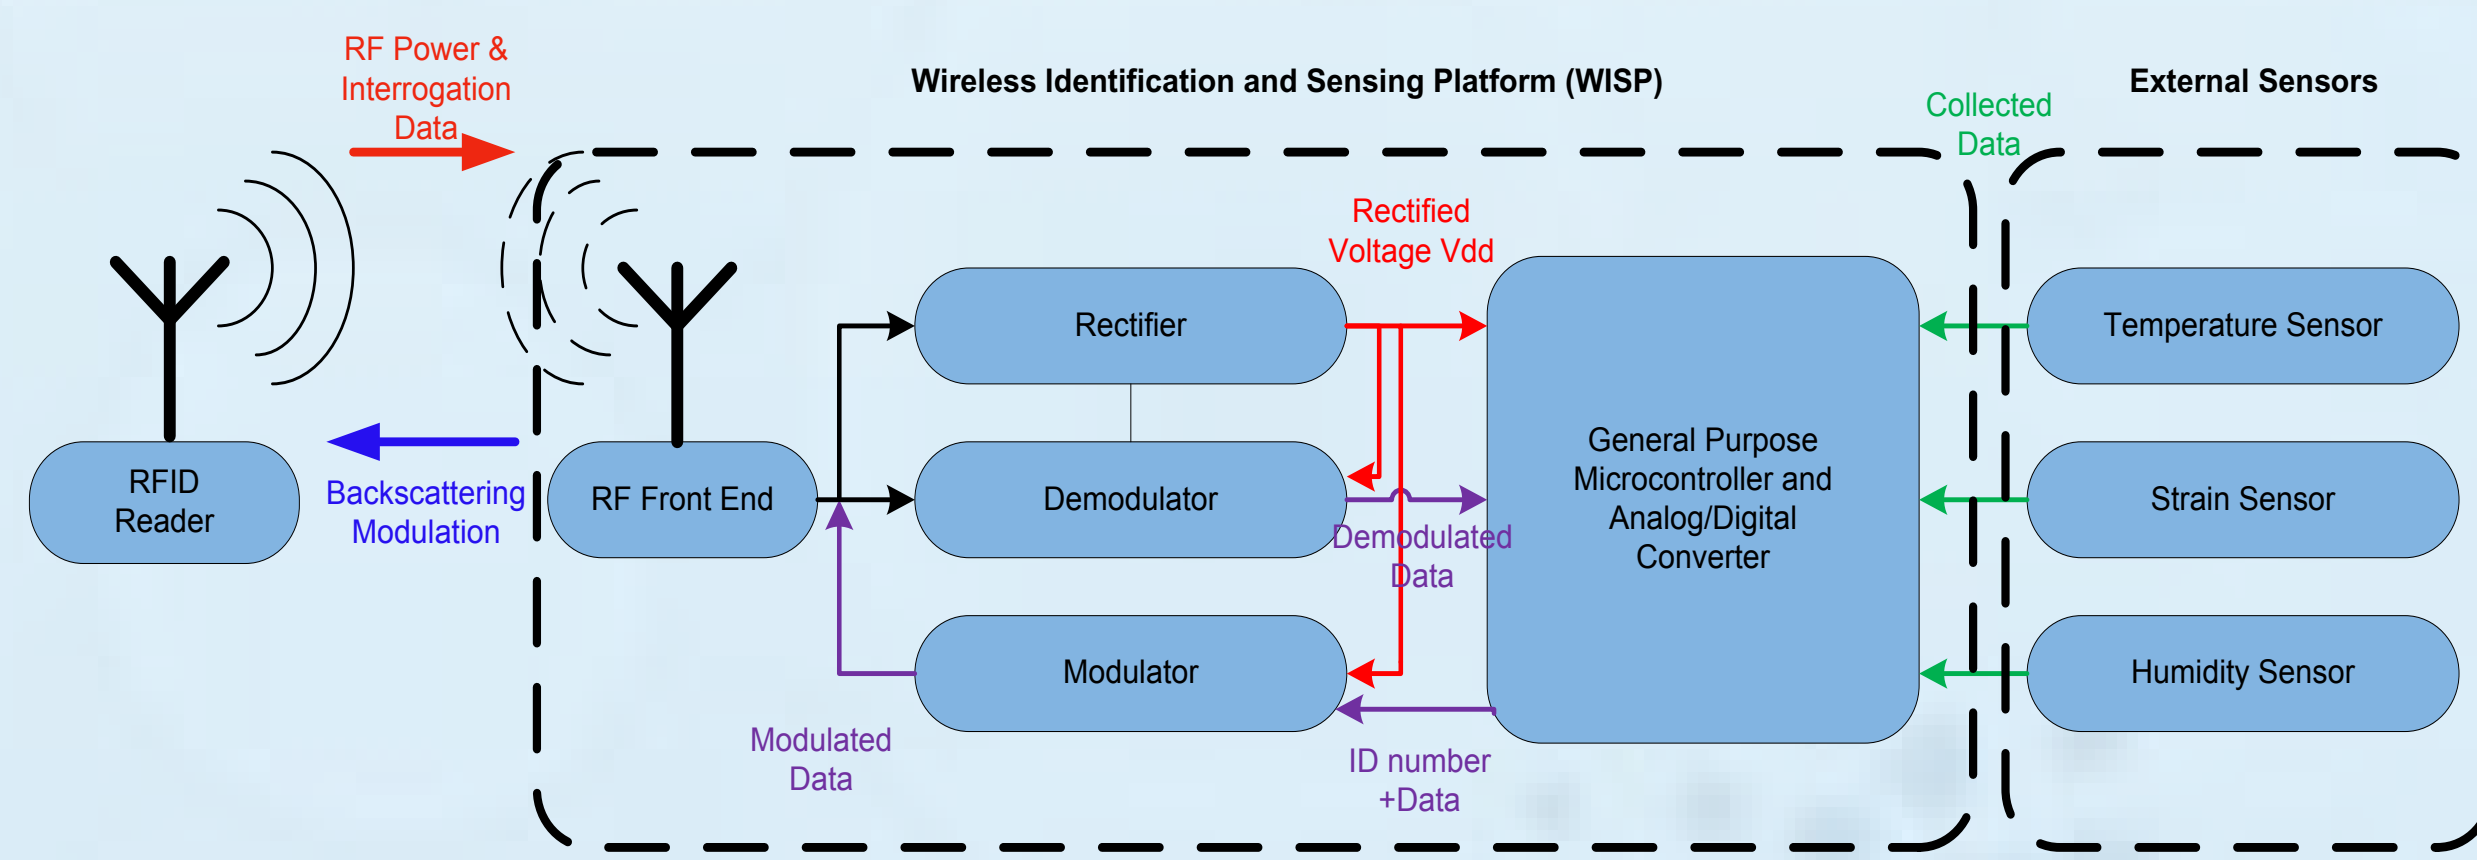 RF Power &
Interrogation
Data
Wireless Identification and Sensing Platform (WISP)
External Sensors
Collected
Data
Rectified
Voltage Vdd
Rectifier
Temperature Sensor
RFID
Reader
Backscattering
Modulation
RF Front End
Demodulator
Demodulated
Data
General Purpose
Microcontroller and
Analog/Digital
Converter
Strain Sensor
Modulator
Humidity Sensor
Modulated
Data
ID number
+Data